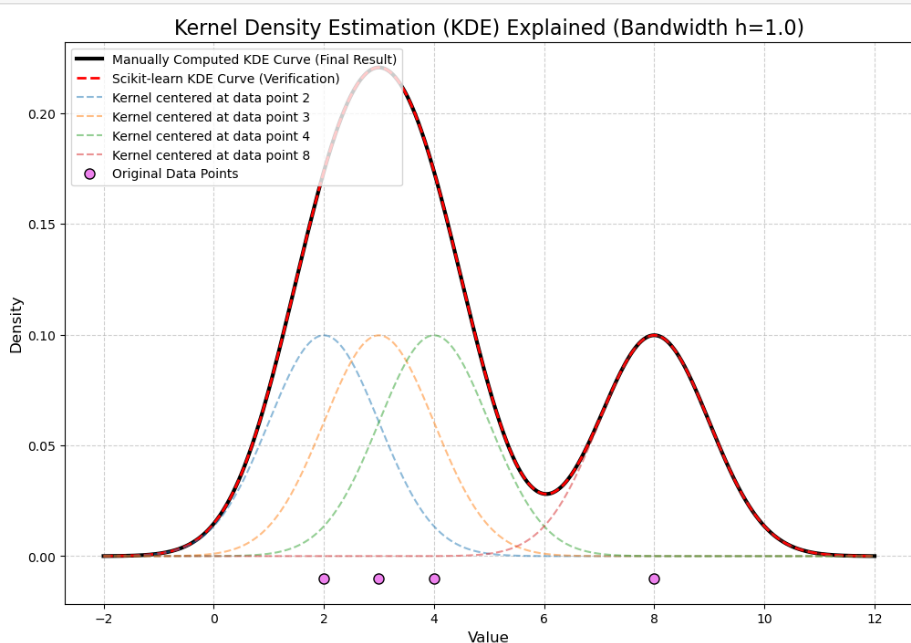 Kernel Density Estimation (KDE) Explained (Bandwidth h=1.0)
Manually Computed KDE Curve (Final Result)
Scikit-learn KDE Curve (Verification)
Kernel centered at data point 2
Kernel centered at data point 3
Kernel centered at data point 4
Kernel centered at data point 8
Original Data Points
Density
0.20
0.15
0.10
0.05
0.00
−2
0
2
4
6
8
10
12
Value